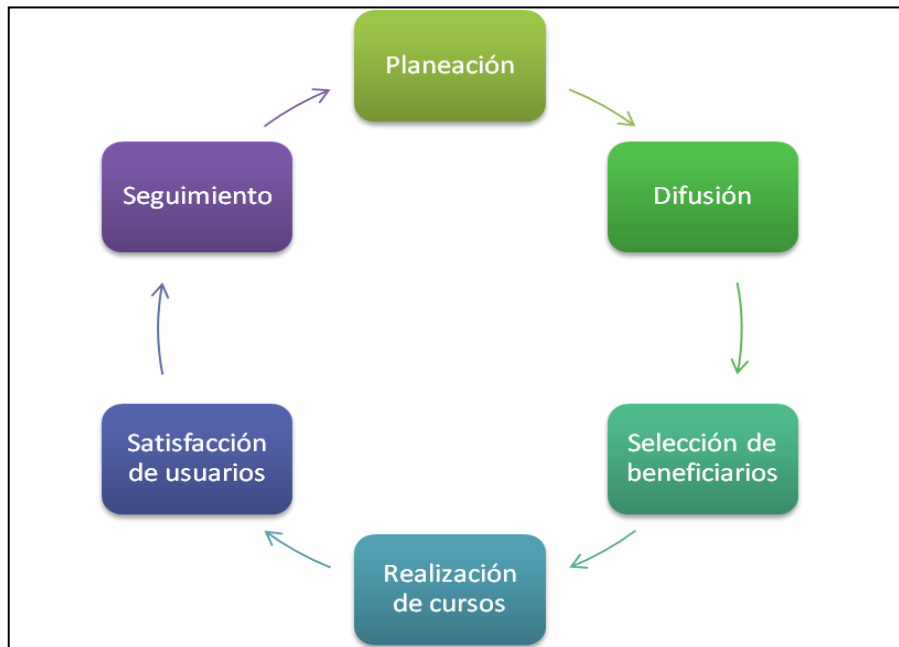 Planeación
Difusión
Selección de
beneficiarios
Realización
de cursos
Satisfacción
de usuarios
Seguimiento